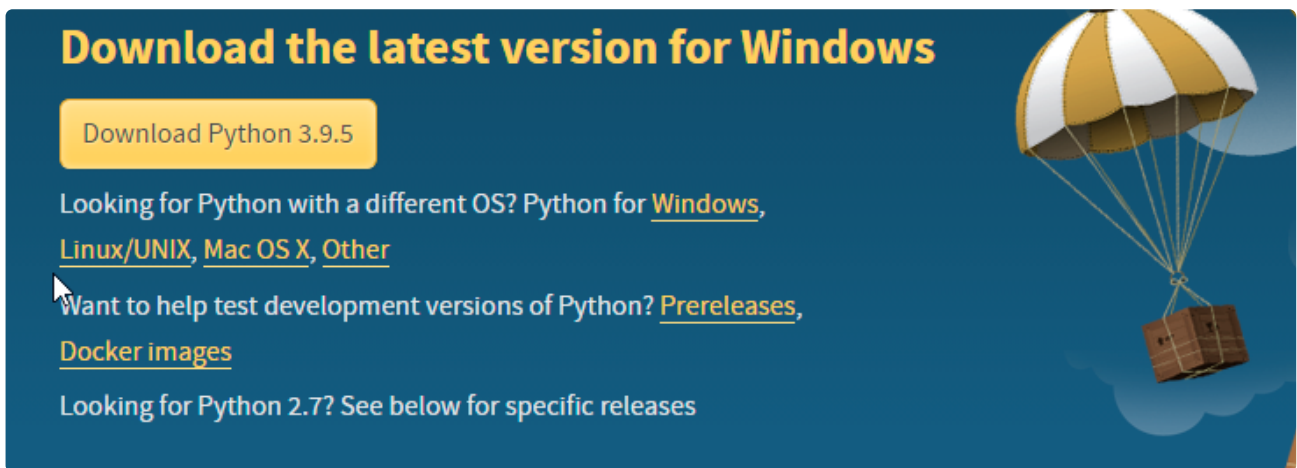 Download the latest version for Windows
Download Python 3.9.5
Looking for Python with a different OS? Python for Windows,
Linux/UNIX, Mac OS X, Other
Want to help test development versions of Python? Prereleases,
Docker images
Looking for Python 2.7? See below for specific releases